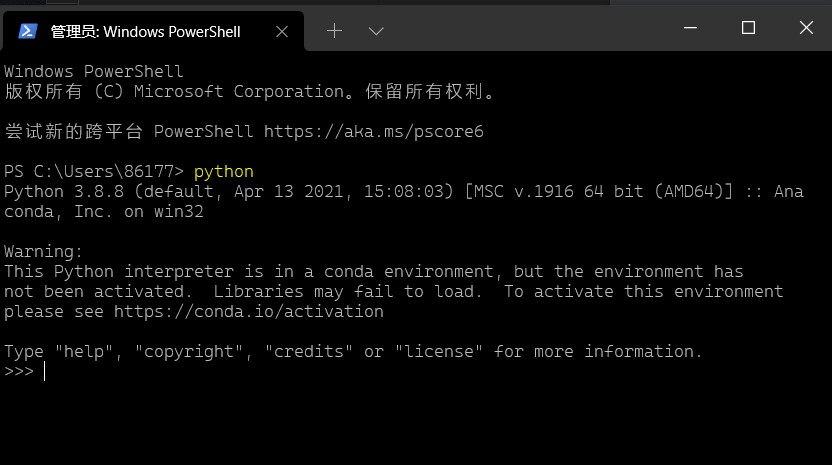 管理员: Windows PowerShell
Windows PowerShell
版权所有 (C) Microsoft Corporation。保留所有权利。
尝试新的跨平台 PowerShell https://aka.ms/pscore6
PS C:\Users\86177> python
Python 3.8.8 (default, Apr 13 2021, 15:08:03) [MSC v.1916 64 bit (AMD64)] :: Ana
conda, Inc. on win32
Warning:
This Python interpreter is in a conda environment, but the environment has
not been activated.  Libraries may fail to load.  To activate this environment
please see https://conda.io/activation
Type "help", "copyright", "credits" or "license" for more information.
>>>